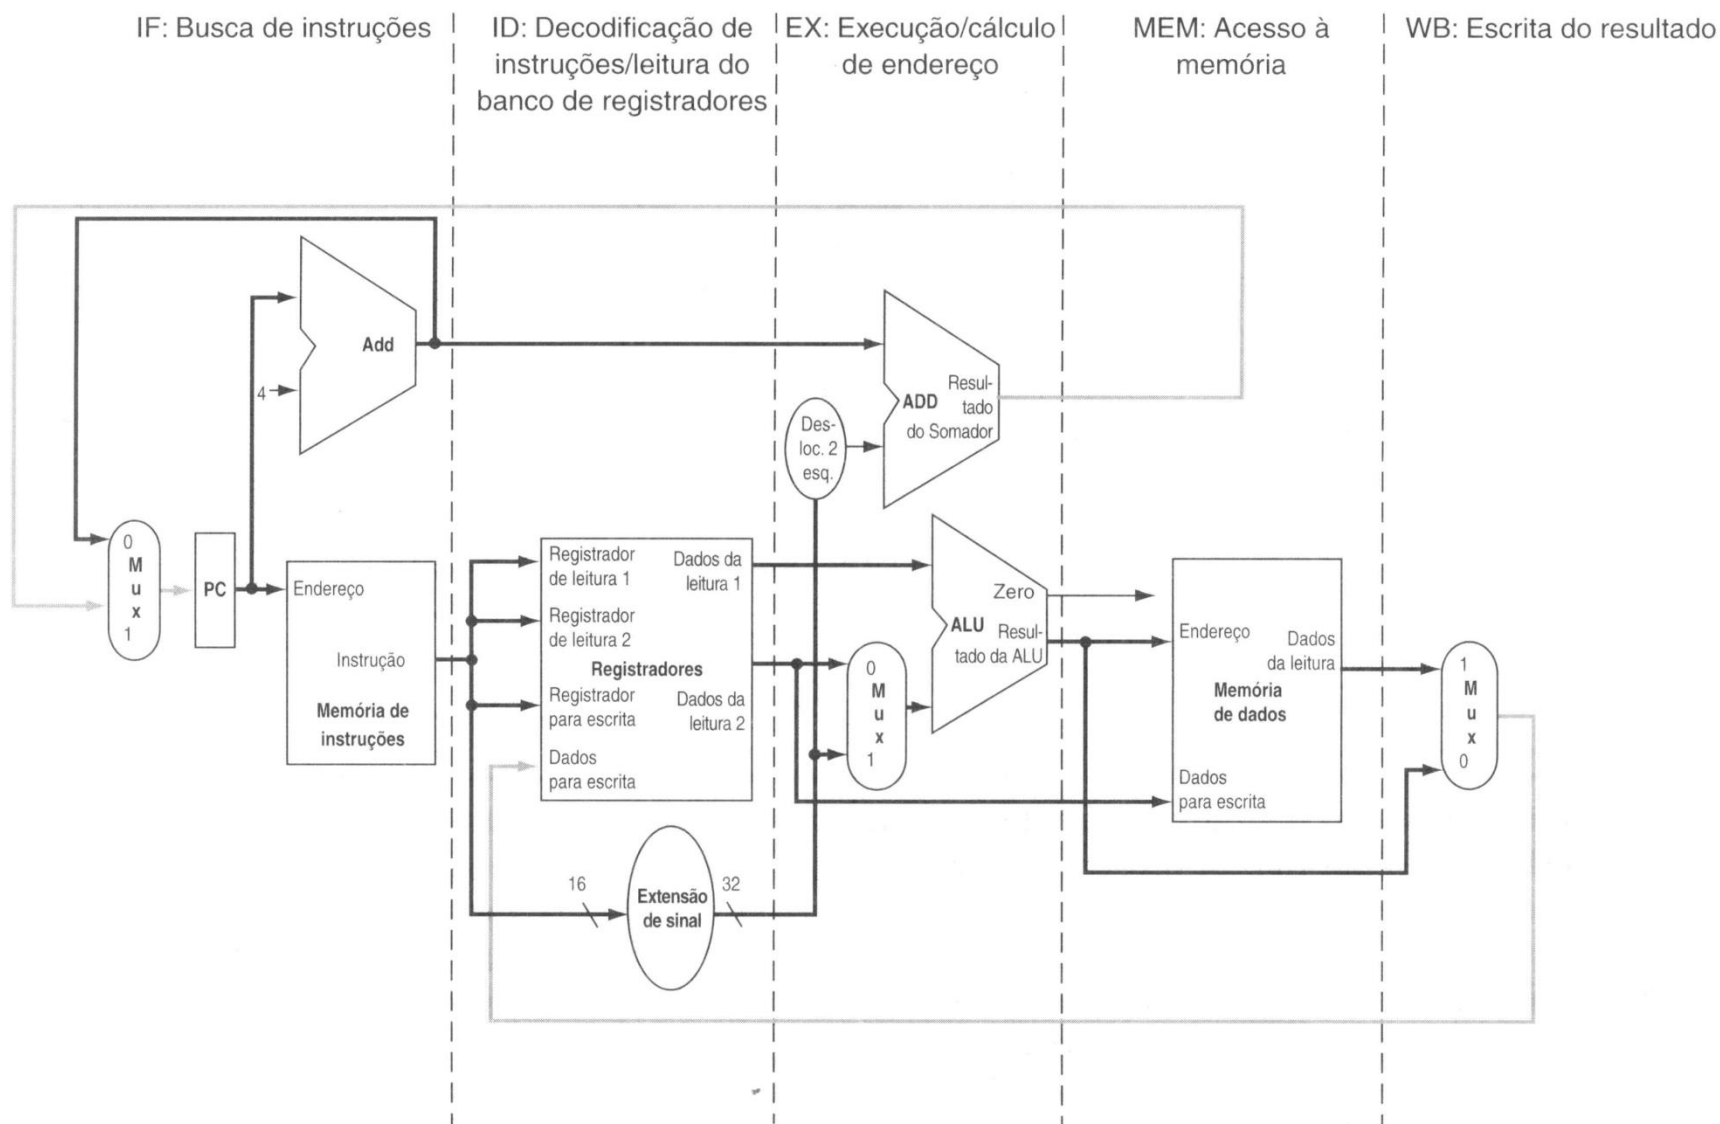 IF: Busca de instruções
ID: Decodificação de
instruções/leitura do
banco de registradores
EX: Execução/cálculo
de endereço
MEM: Acesso à
memória
WB: Escrita do resultado
Add
4
ADD
Resul-
tado
do Somador
Des-
loc. 2
esq.
0
M
u
x
1
PC
Endereço
Instrução
Memória de
instruções
Registrador
de leitura 1
Registrador
de leitura 2
Registradores
Registrador
para escrita
Dados
para escrita
Dados da
leitura 1
Dados da
leitura 2
16
Extensão
de sinal
32
0
M
u
x
1
Zero
ALU
Resul-
tado da ALU
Endereço
Dados
da leitura
Memória
de dados
Dados
para escrita
1
M
u
x
0